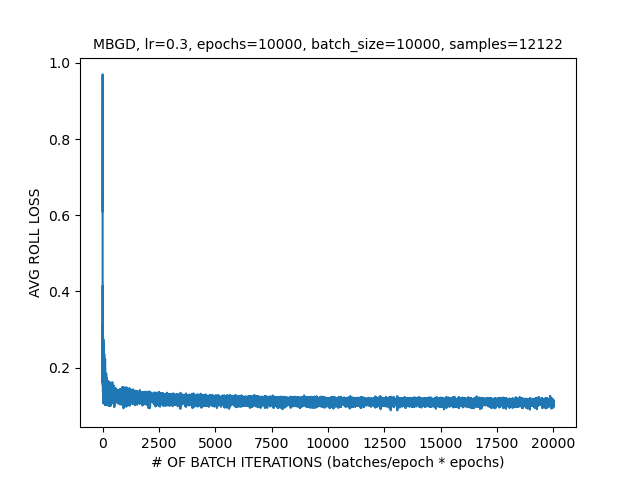 MBGD, lr=0.3, epochs=10000, batch_size=10000, samples=12122
1.0
0.8
0.6
0.4
0.2
AVG ROLL LOSS
0 2500 5000 7500 10000 12500 15000 17500 20000
# OF BATCH ITERATIONS (batches/epoch * epochs)